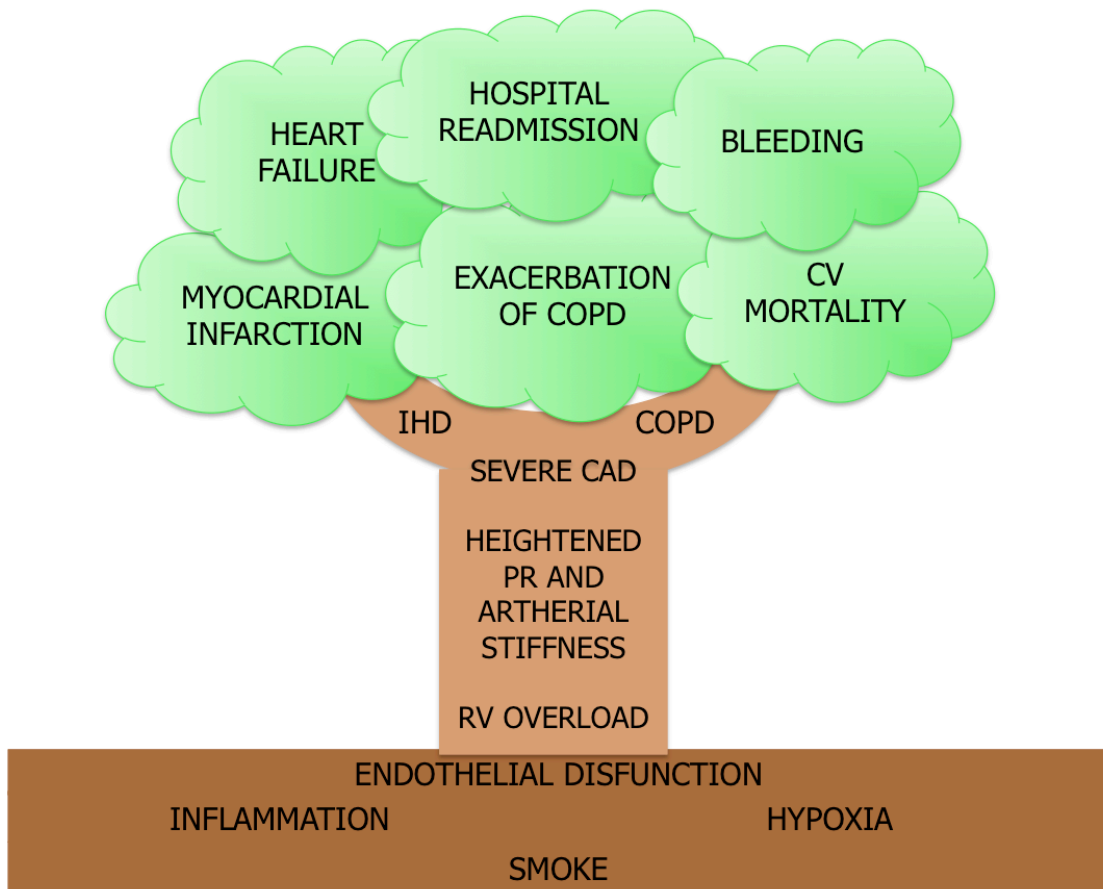 HEART
FAILURE
HOSPITAL
READMISSION
BLEEDING
MYOCARDIAL
INFARCTION
EXACERBATION
OF COPD
CV
MORTALITY
IHD
COPD
SEVERE CAD
HEIGHTENED
PR AND
ARTHERIAL
STIFFNESS
RV OVERLOAD
ENDOTHELIAL DISFUNCTION
INFLAMMATION
HYPOXIA
SMOKE